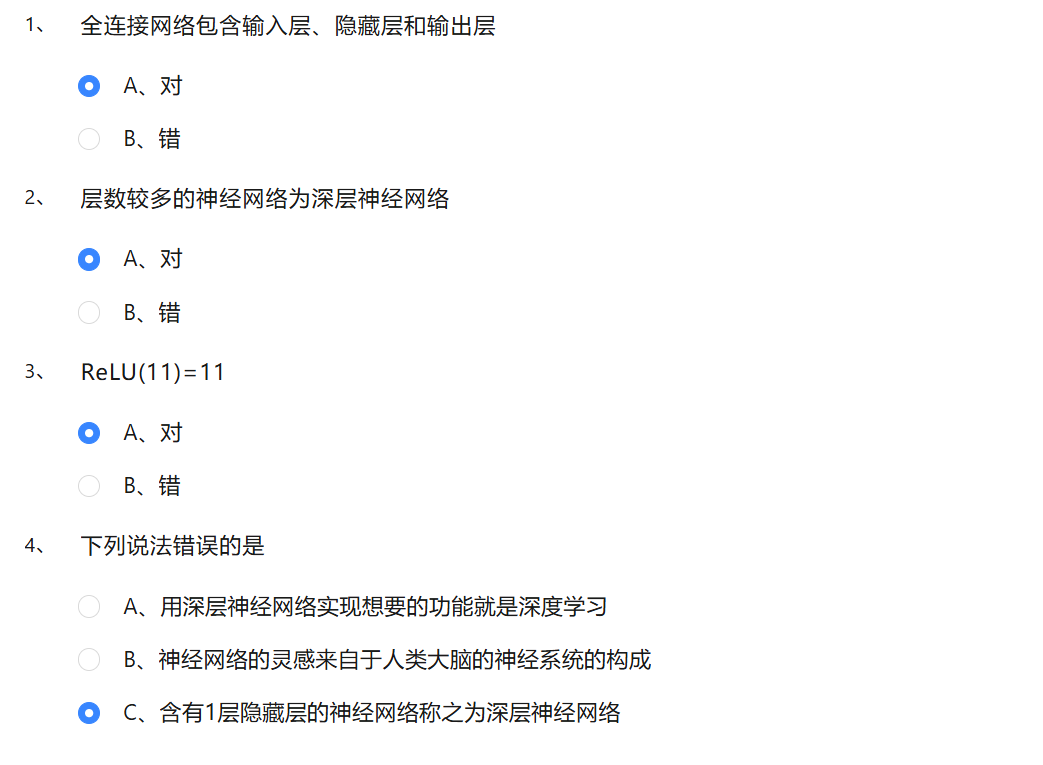 1、 全连接网络包含输入层、隐藏层和输出层
A、对
B、错
2、 层数较多的神经网络为深层神经网络
A、对
B、错
3、 ReLU(11)=11
A、对
B、错
4、 下列说法错误的是
A、用深层神经网络实现想要的功能就是深度学习
B、神经网络的灵感来自于人类大脑的神经系统的构成
C、含有1层隐藏层的神经网络称之为深层神经网络